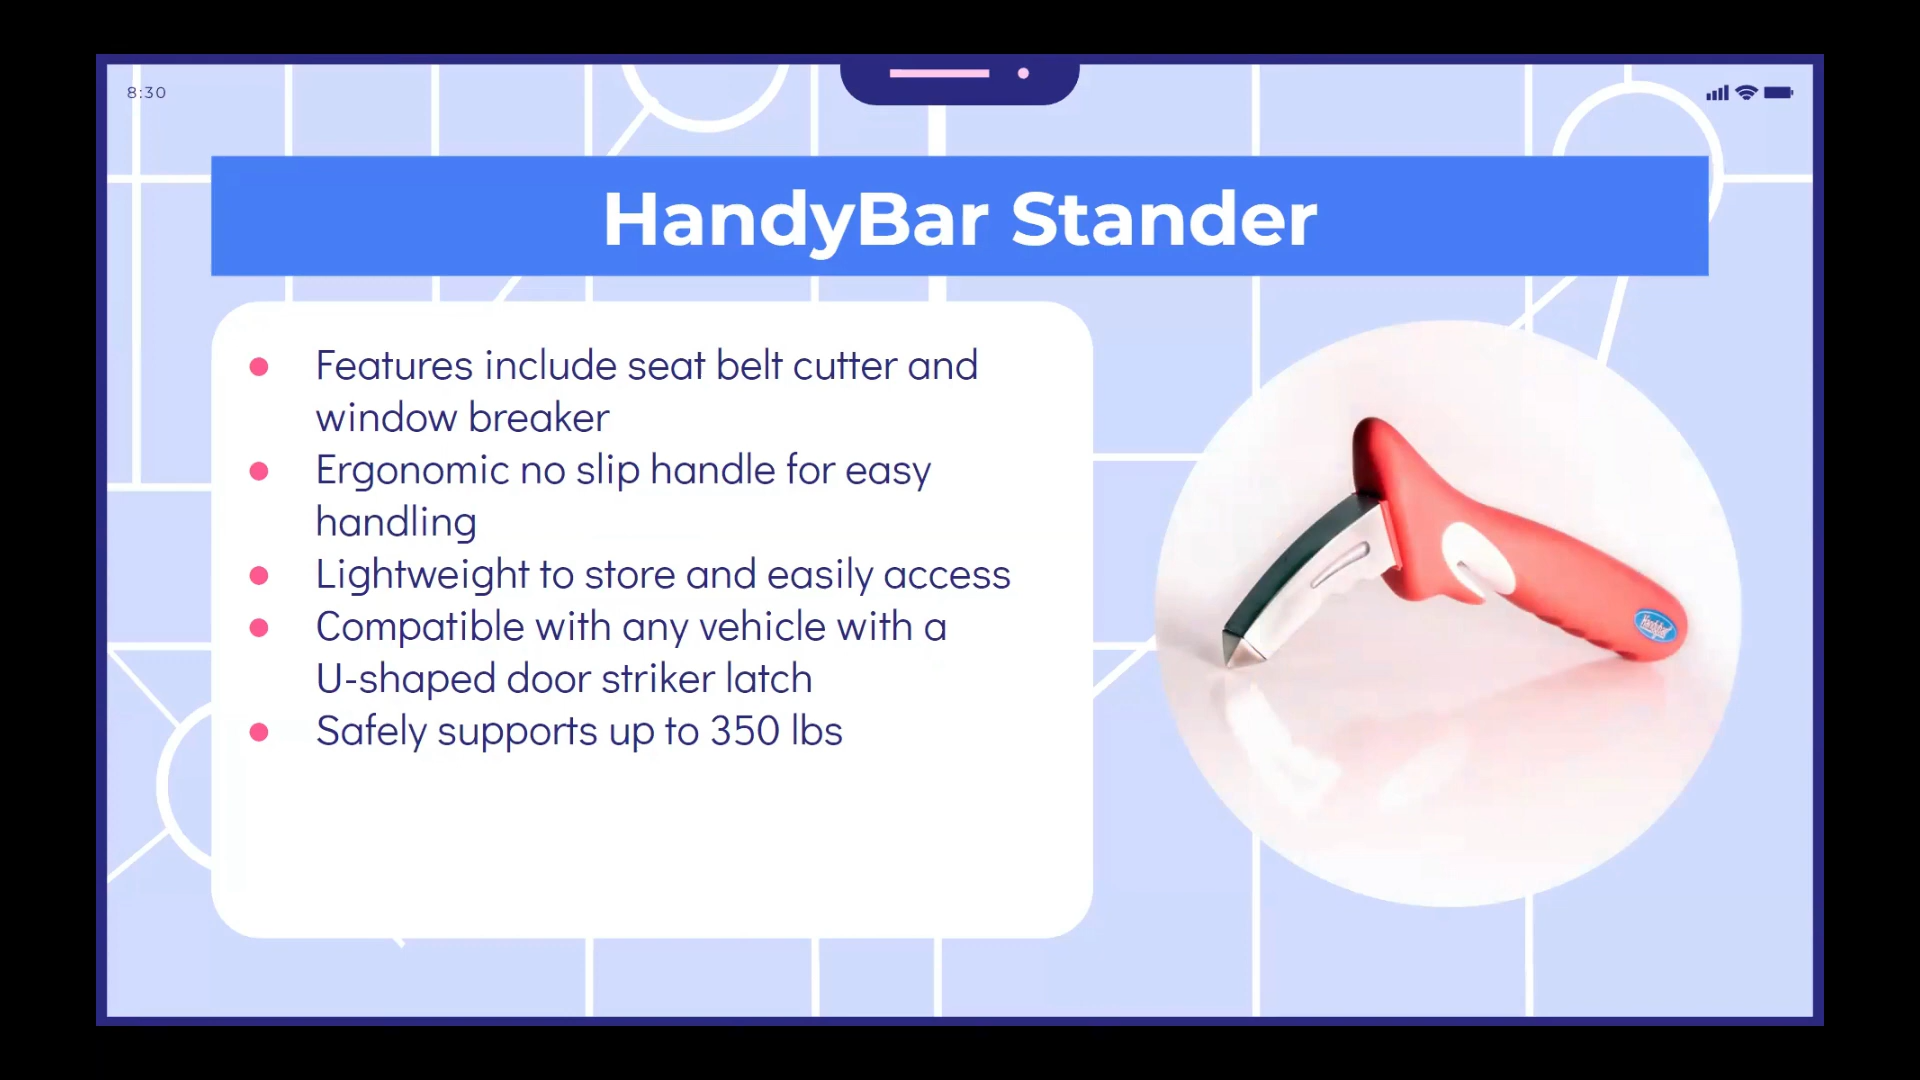 8:30
HandyBar Stander
Features include seat belt cutter and
window breaker
Ergonomic no slip handle for easy
handling
Lightweight to store and easily access
Compatible with any vehicle with a
U-shaped door striker latch
Safely supports up to 350 lbs